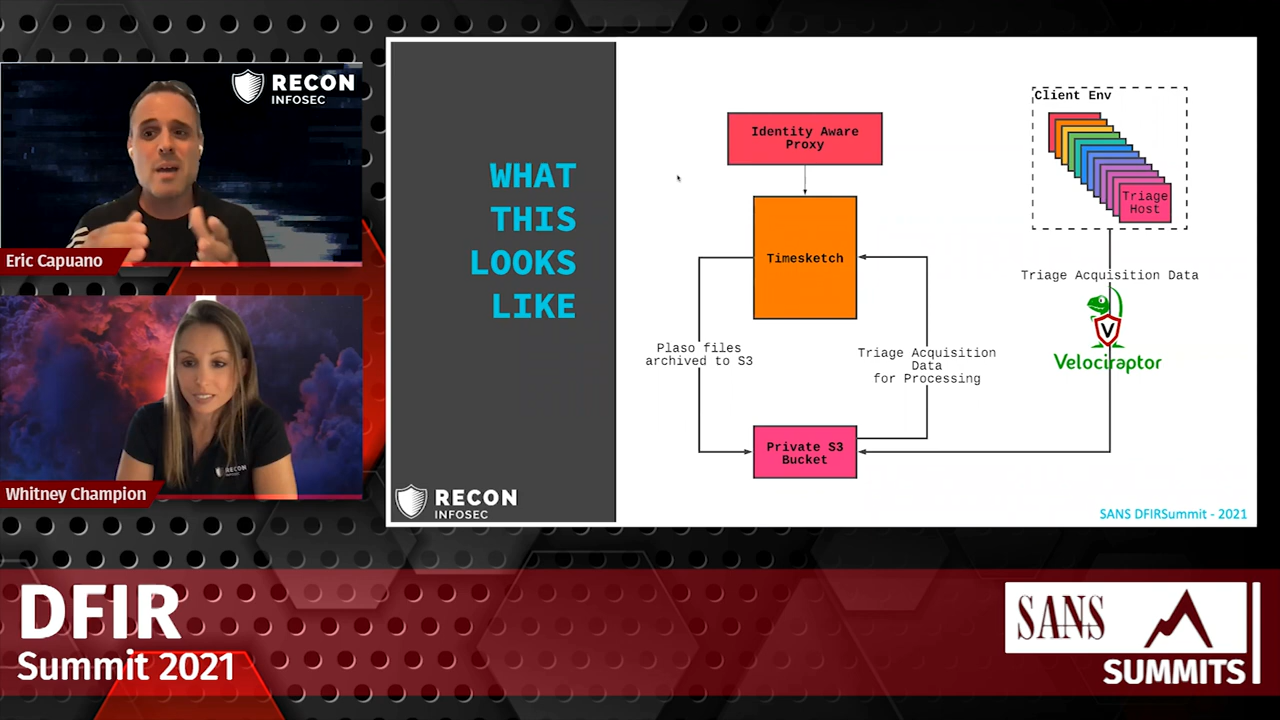 RECON
INFOSEC
Eric Capuano
RECON
INFOSEC
Whitney Champion
WHAT
THIS
LOOKS
LIKE
RECON
INFOSEC
Identity Aware
Proxy
Timesketch
Plaso files
archived to S3
Triage Acquisition
Data
for Processing
Private S3
Bucket
Client Env
Triage
Host
Triage Acquisition Data
V
Velociraptor
SANS DFIRSummit - 2021
DFIR
Summit 2021
SANS
SUMMITS